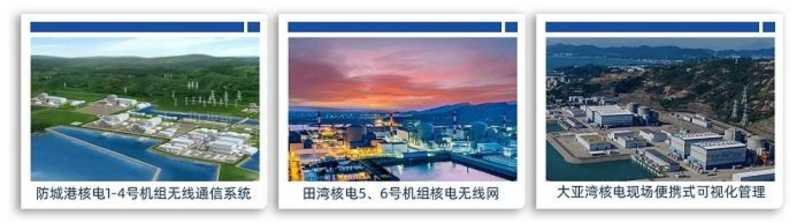 防城港核电1-4号机组无线通信系统
田湾核电5、6号机组核电无线网
大亚湾核电现场便携式可视化管理